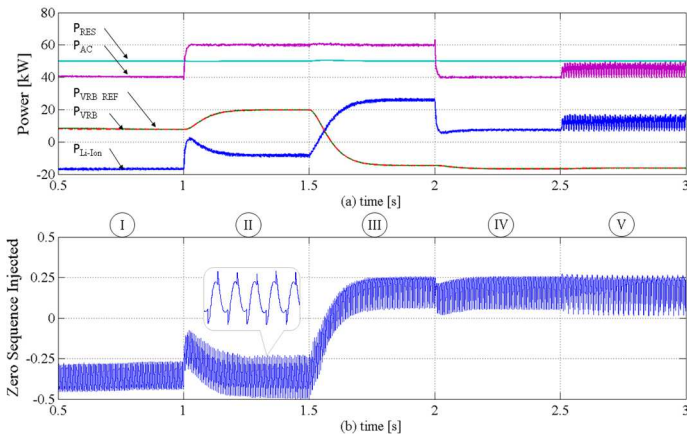 80
60
40
20
0
-20
Power [kW]
P_RES
P_AC
P_VRB REF
P_VRB
P_Li-Ion
0.5 1 1.5 2 2.5 3
(a) time [s]
I II III IV V
0.5
0.25
0
-0.25
-0.5
Zero Sequence Injected
0.5 1 1.5 2 2.5 3
(b) time [s]